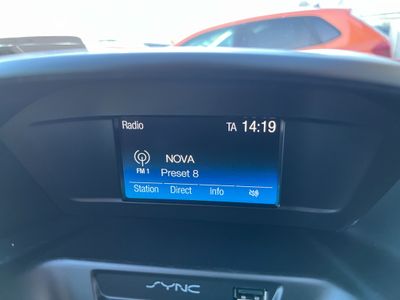 Radio TA 14:19
NOVA
FM 1 Preset 8
Station Direct Info
SYNC